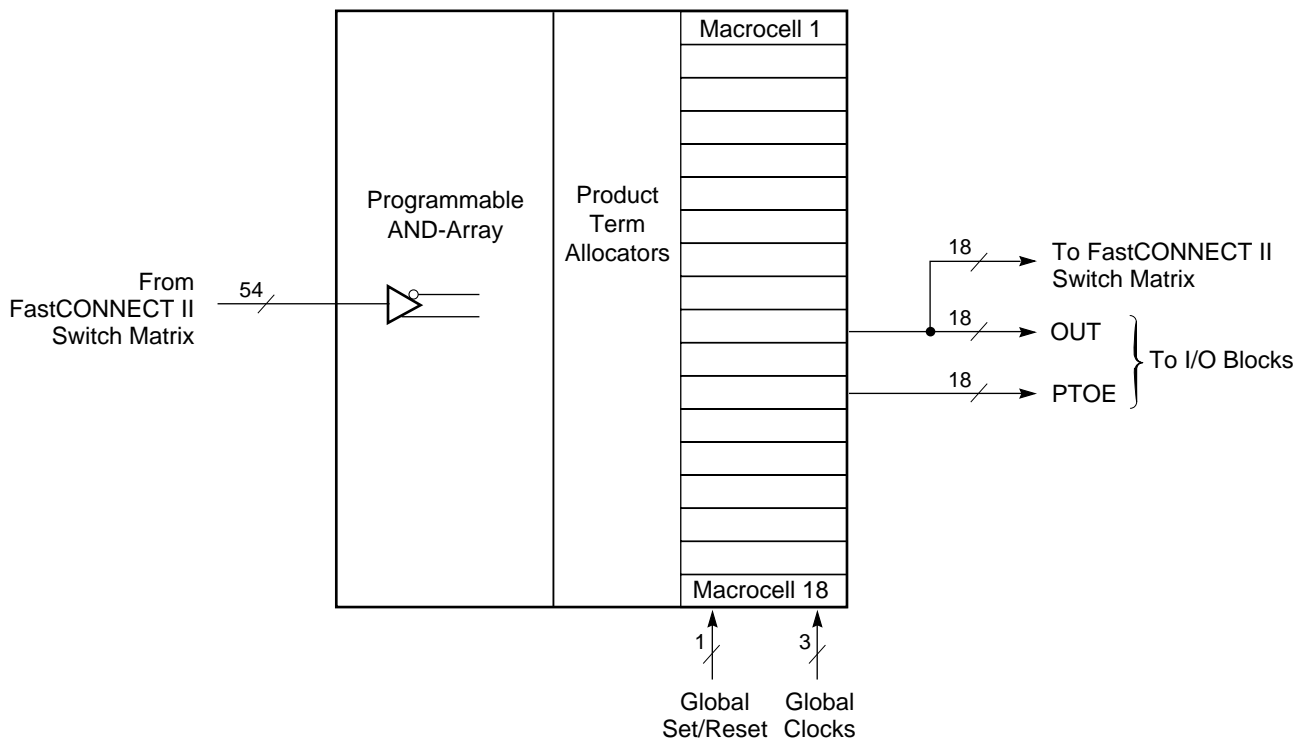 Macrocell 1
Programmable
AND-Array
Product
Term
Allocators
From
FastCONNECT II
Switch Matrix
54
18
To FastCONNECT II
Switch Matrix
18
OUT
18
PTOE
To I/O Blocks
Macrocell 18
1
3
Global
Set/Reset
Global
Clocks